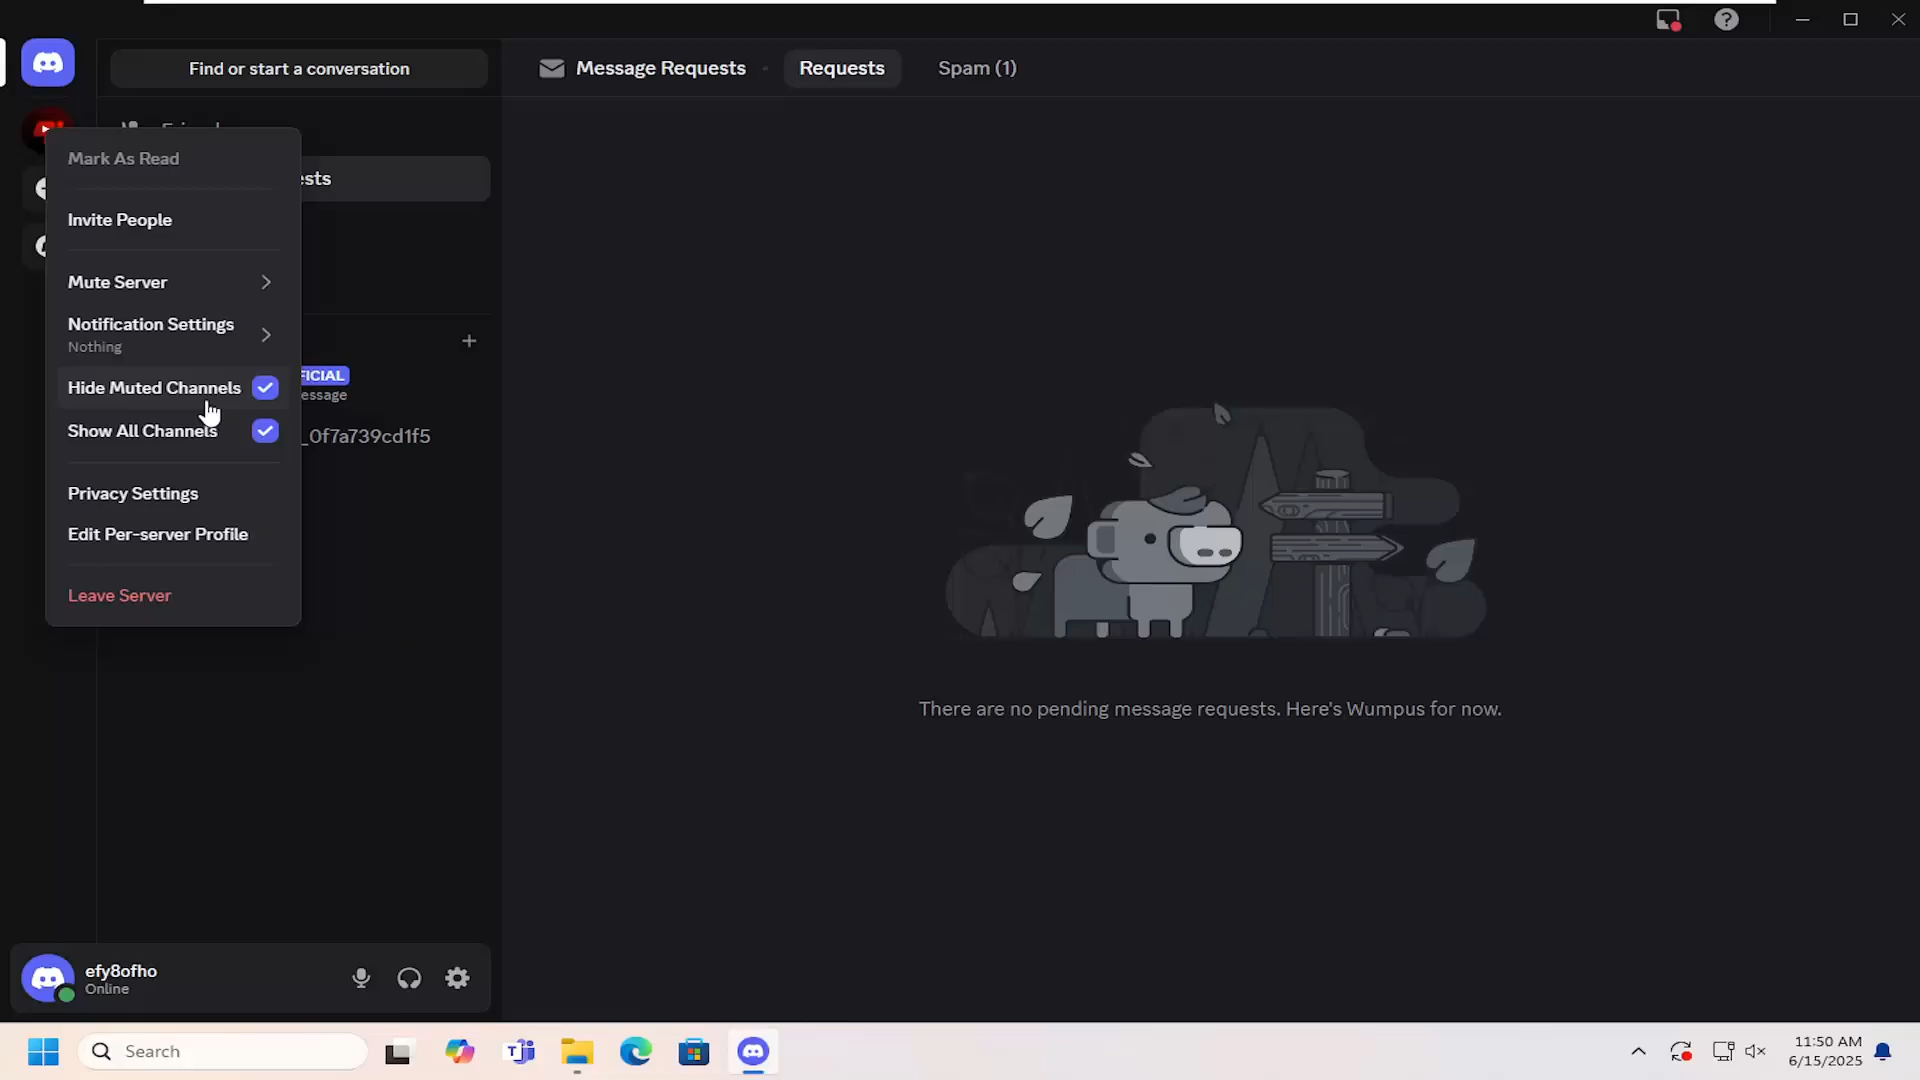 Find or start a conversation
Message Requests
Requests
Spam (1)
Mark As Read
ests
Invite People
Mute Server
Notification Settings
Nothing
Hide Muted Channels
Show All Channels
Privacy Settings
Edit Per-server Profile
Leave Server
FICIAL
essage
_0f7a739cd1f5
There are no pending message requests. Here's Wumpus for now.
efy8ofho
Online
Search
11:50 AM
6/15/2025